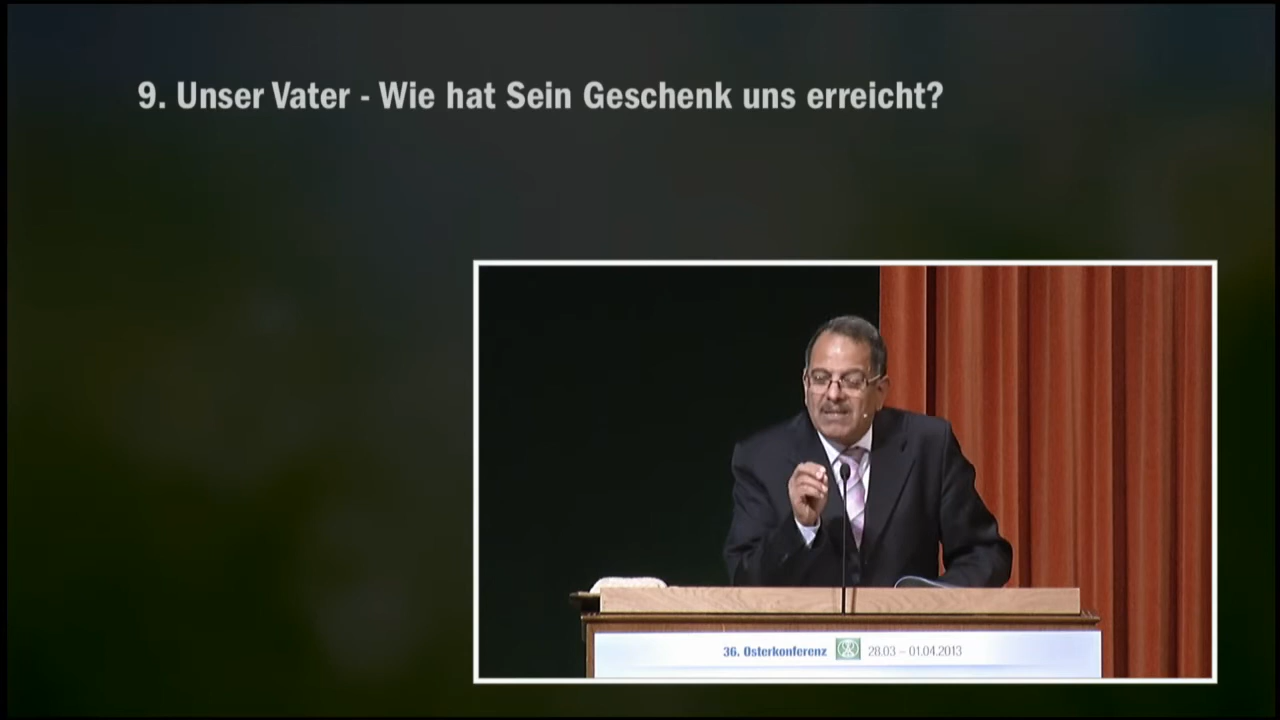 9. Unser Vater - Wie hat Sein Geschenk uns erreicht?
36. Osterkonferenz 28.03 – 01.04.2013